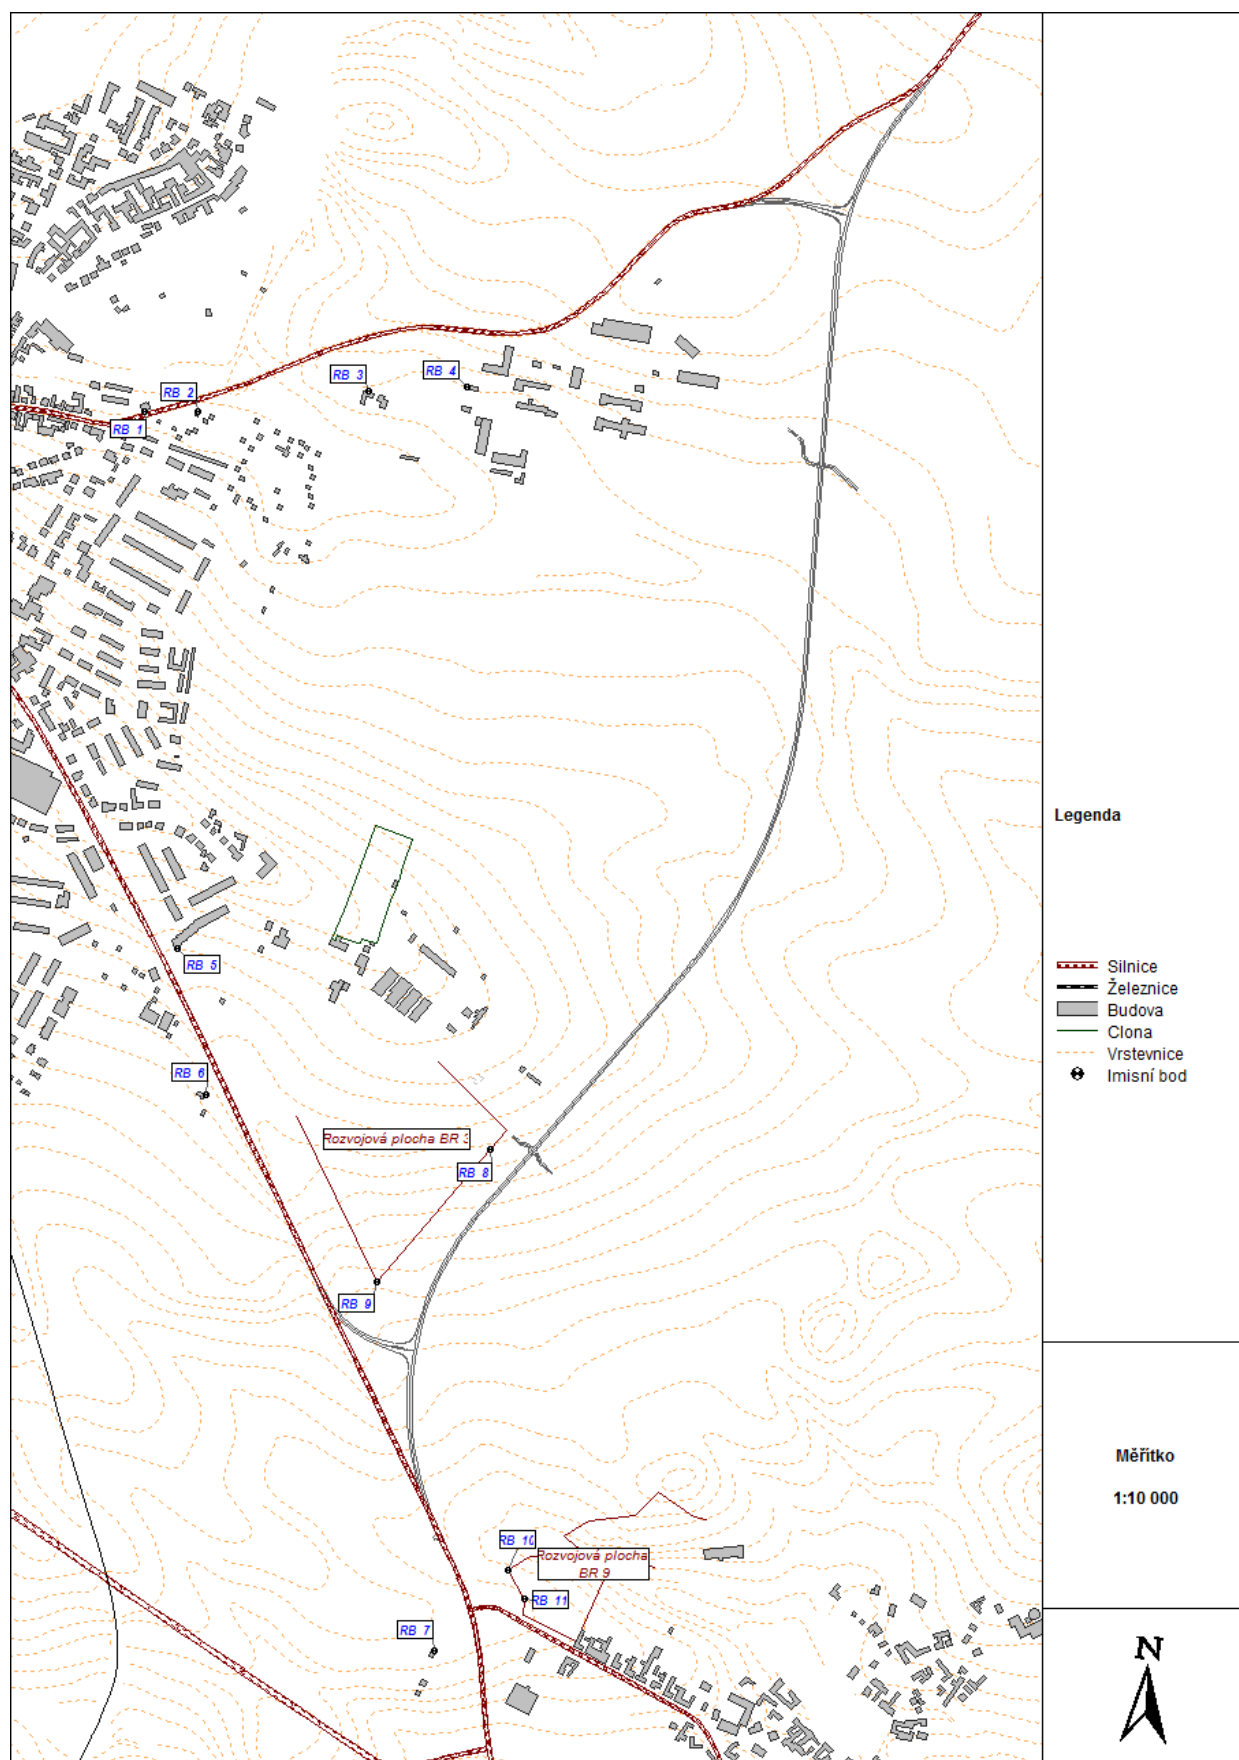 RB 3
RB 4
RB 2
RB 1
RB 5
RB 6
Rozvojová plocha BR 3
RB 8
RB 9
RB 10
Rozvojová plocha
BR 9
RB 11
RB 7
Legenda
Silnice
Železnice
Budova
Clona
Vrstevnice
Imisní bod
Měřítko
1:10 000
N